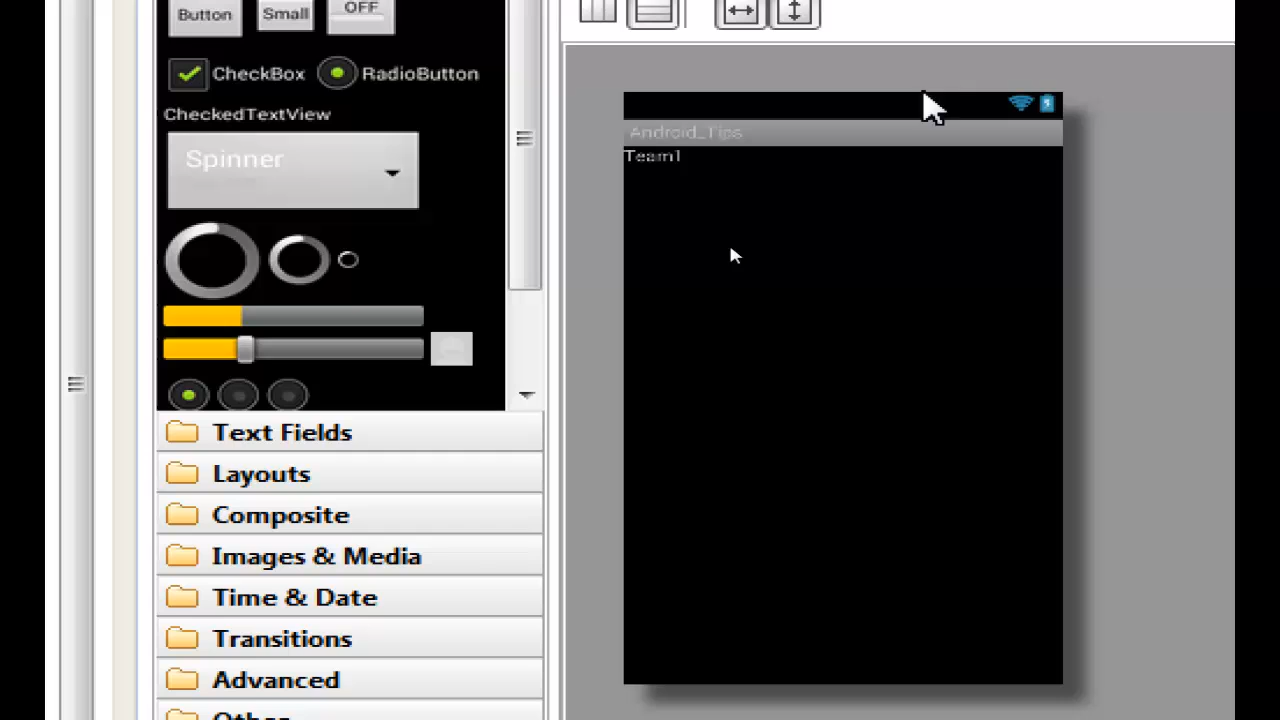 Button Small OFF
CheckBox RadioButton
CheckedTextView
Spinner
Text Fields
Layouts
Composite
Images & Media
Time & Date
Transitions
Advanced
Other
Android_Tips
Team1